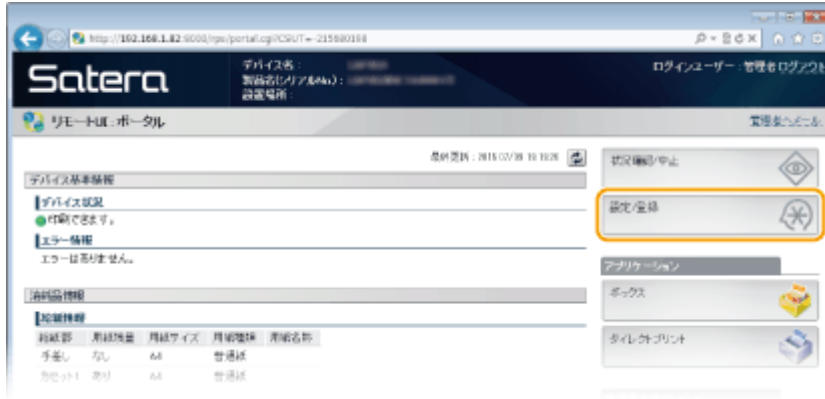 http://192.168.1.82:8000/rps/portal.cgi?CSUT=-215680198
Satera
デバイス名 :
製品名(シリアルNo.) :
設置場所 :
ログインユーザー : 管理者 ログアウト
リモートUI : ポータル
管理者へメール
最終更新 :
デバイス基本情報
デバイス状況
印刷できます。
エラー情報
エラーはありません。
消耗品情報
給紙情報
給紙部 用紙残量 用紙サイズ 用紙種類 用紙名称
手差し なし A4 普通紙
カセット1 あり A4 普通紙
状況確認/中止
設定/登録
アプリケーション
ボックス
ダイレクトプリント